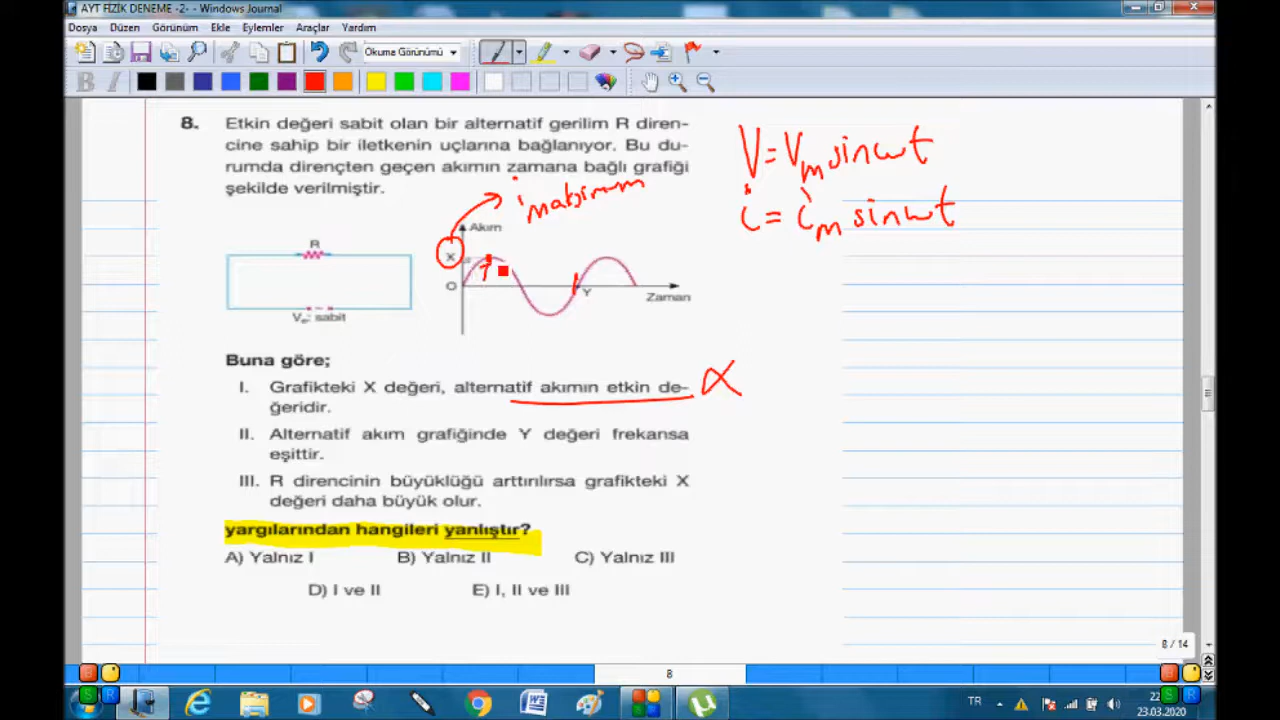 AYT FİZİK DENEME -2- - Windows Journal
Dosya Düzen Görünüm Ekle Eylemler Araçlar Yardım
Okuma Görünümü
B I
8. Etkin değeri sabit olan bir alternatif gerilim R diren-
cine sahip bir iletkenin uçlarına bağlanıyor. Bu du-
rumda dirençten geçen akımın zamana bağlı grafiği
şekilde verilmiştir.
V = Vm sinωt
i = im sinωt
i maksimum
R
Ve: sabit
Akım
X
O
Y
Zaman
Buna göre;
I. Grafikteki X değeri, alternatif akımın etkin de-
ğeridir.
II. Alternatif akım grafiğinde Y değeri frekansa
eşittir.
III. R direncinin büyüklüğü arttırılırsa grafikteki X
değeri daha büyük olur.
yargılarından hangileri yanlıştır?
A) Yalnız I B) Yalnız II C) Yalnız III
D) I ve II E) I, II ve III
8 / 14
8
TR
22
23.03.2020